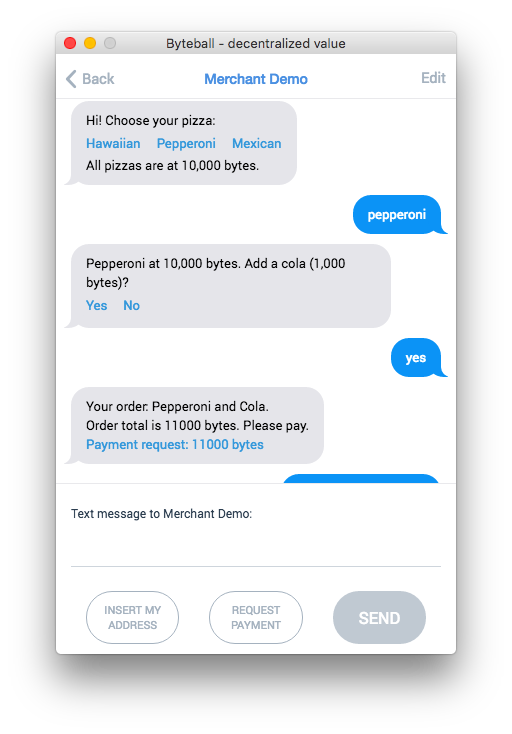 Byteball - decentralized value
Back
Merchant Demo
Edit
Hi! Choose your pizza:
Hawaiian Pepperoni Mexican
All pizzas are at 10,000 bytes.
pepperoni
Pepperoni at 10,000 bytes. Add a cola (1,000
bytes)?
Yes No
yes
Your order: Pepperoni and Cola.
Order total is 11000 bytes. Please pay.
Payment request: 11000 bytes
Text message to Merchant Demo:
INSERT MY
ADDRESS
REQUEST
PAYMENT
SEND